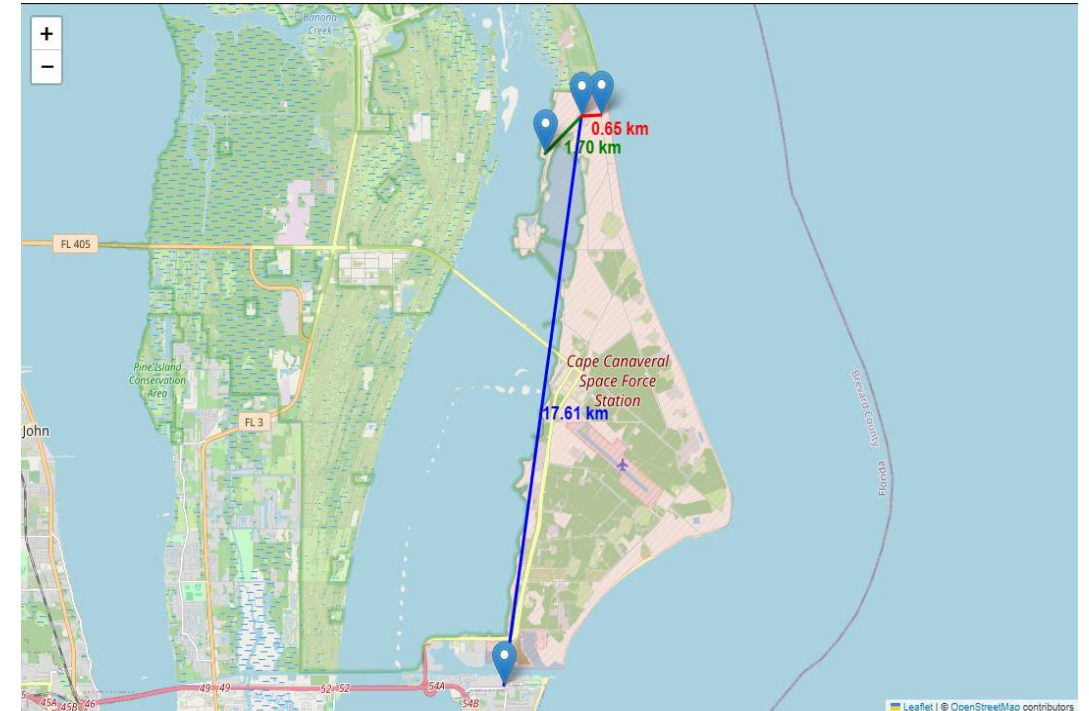 +
−
Banana
Creek
0.65 km
1.70 km
FL 405
Cape Canaveral
Space Force
Station
Pine Island
Conservation
Area
17.61 km
FL 3
John
Brevard County
Florida
49
49
52
52
54A
54B
45A
45B
46
Leaflet | © OpenStreetMap contributors